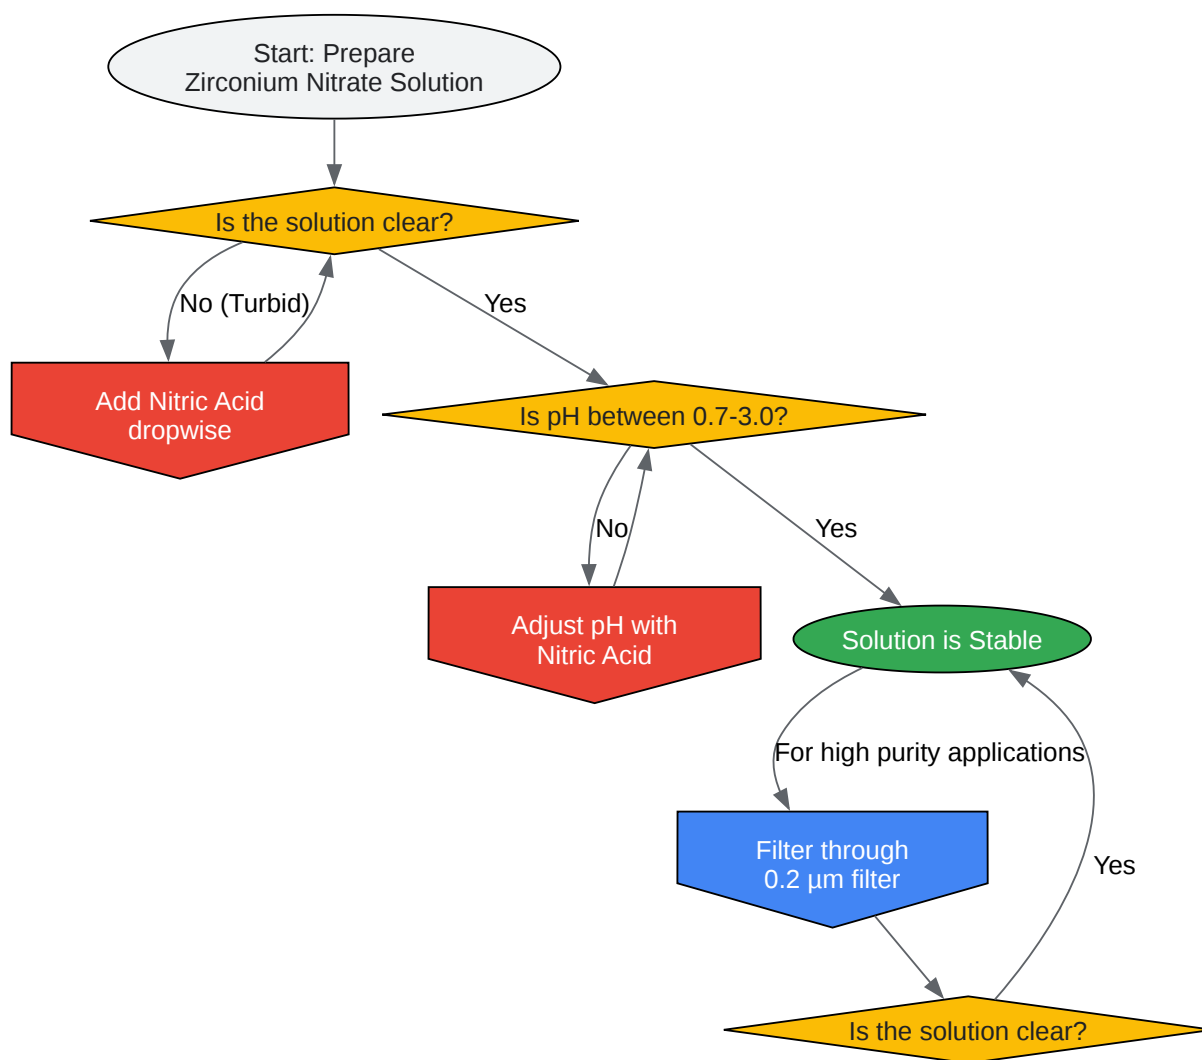 Start: Prepare
Zirconium Nitrate Solution
Is the solution clear?
No (Turbid)
Yes
Add Nitric Acid
dropwise
Is pH between 0.7-3.0?
No
Yes
Adjust pH with
Nitric Acid
Solution is Stable
For high purity applications
Filter through
0.2 µm filter
Yes
Is the solution clear?